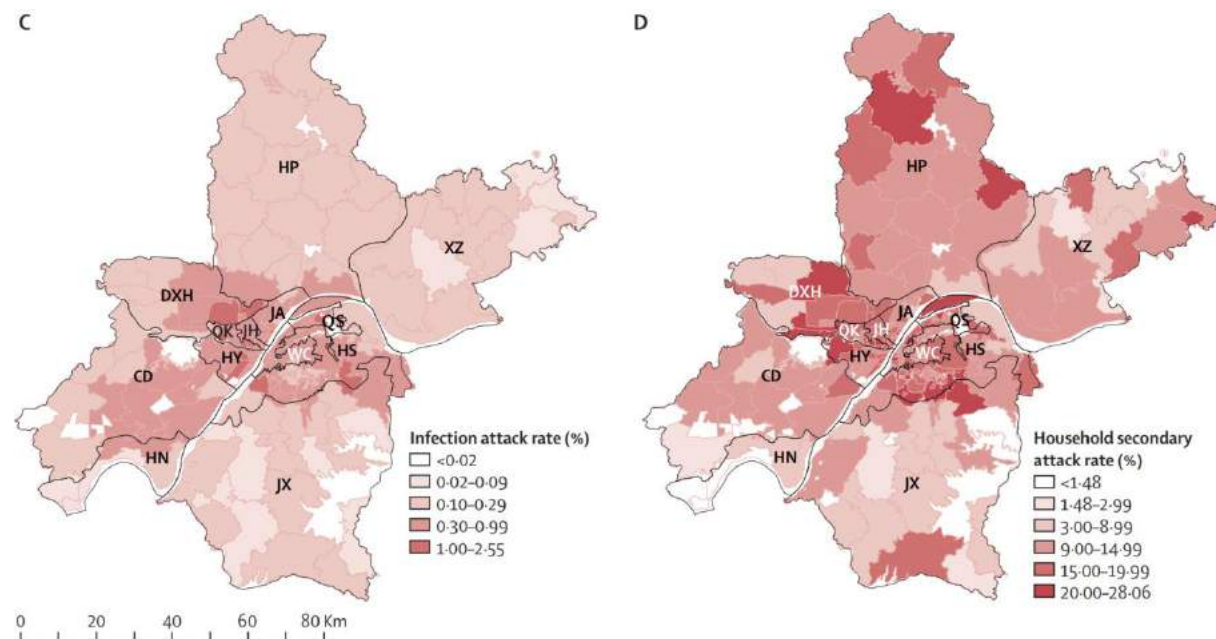 C
HP
XZ
DXH
JA
QK
JH
QS
HY
WC
HS
CD
HN
JX
Infection attack rate (%)
<0·02
0·02–0·09
0·10–0·29
0·30–0·99
1·00–2·55
0 20 40 60 80 Km
D
HP
XZ
DXH
JA
QK
JH
QS
HY
WC
HS
CD
HN
JX
Household secondary
attack rate (%)
<1·48
1·48–2·99
3·00–8·99
9·00–14·99
15·00–19·99
20·00–28·06